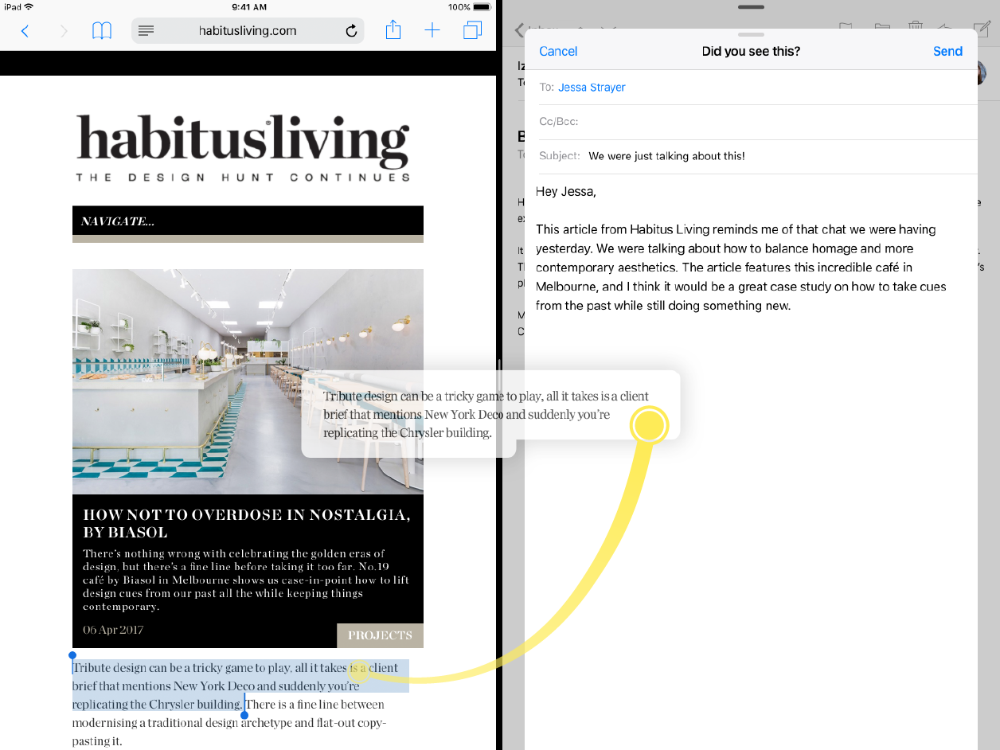 iPad
9:41 AM
100%
habitusliving.com
habitusliving
THE DESIGN HUNT CONTINUES
NAVIGATE...
HOW NOT TO OVERDOSE IN NOSTALGIA,
BY BIASOL
There's nothing wrong with celebrating the golden eras of
design, but there's a fine line before taking it too far. No.19
café by Biasol in Melbourne shows us case-in-point how to lift
design cues from our past all the while keeping things
contemporary.
06 Apr 2017
PROJECTS
Tribute design can be a tricky game to play, all it takes is a client
brief that mentions New York Deco and suddenly you're
replicating the Chrysler building. There is a fine line between
modernising a traditional design archetype and flat-out copy-
pasting it.
Tribute design can be a tricky game to play, all it takes is a client
brief that mentions New York Deco and suddenly you're
replicating the Chrysler building.
Cancel
Did you see this?
Send
To: Jessa Strayer
Cc/Bcc:
Subject: We were just talking about this!
Hey Jessa,
This article from Habitus Living reminds me of that chat we were having
yesterday. We were talking about how to balance homage and more
contemporary aesthetics. The article features this incredible café in
Melbourne, and I think it would be a great case study on how to take cues
from the past while still doing something new.